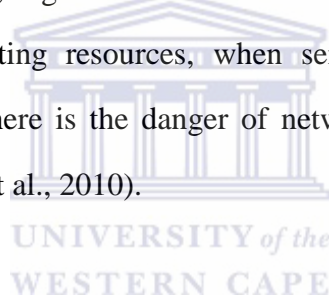 ting resources, when se
here is the danger of netw
t al., 2010).
UNIVERSITY of the
WESTERN CAPE